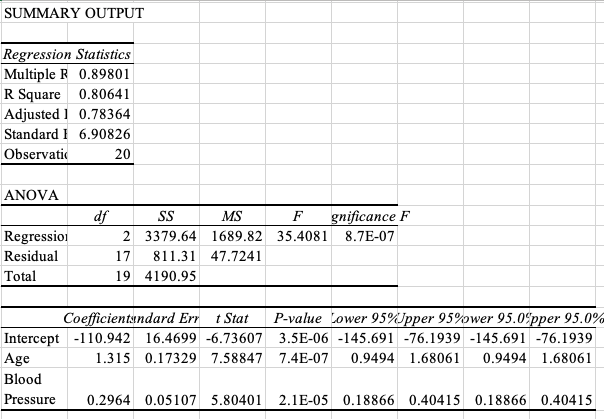 SUMMARY OUTPUT
Regression Statistics
Multiple R 0.89801
R Square 0.80641
Adjusted 0.78364
Standard 6.90826
Observatio 20
ANOVA
df SS MS F gnificance F
Regression 2 3379.64 1689.82 35.4081 8.7E-07
Residual 17 811.31 47.7241
Total 19 4190.95
Coefficients ndard Err t Stat P-value Lower 95% Upper 95% ower 95.0% pper 95.0%
Intercept -110.942 16.4699 -6.73607 3.5E-06 -145.691 -76.1939 -145.691 -76.1939
Age 1.315 0.17329 7.58847 7.4E-07 0.9494 1.68061 0.9494 1.68061
Blood
Pressure 0.2964 0.05107 5.80401 2.1E-05 0.18866 0.40415 0.18866 0.40415